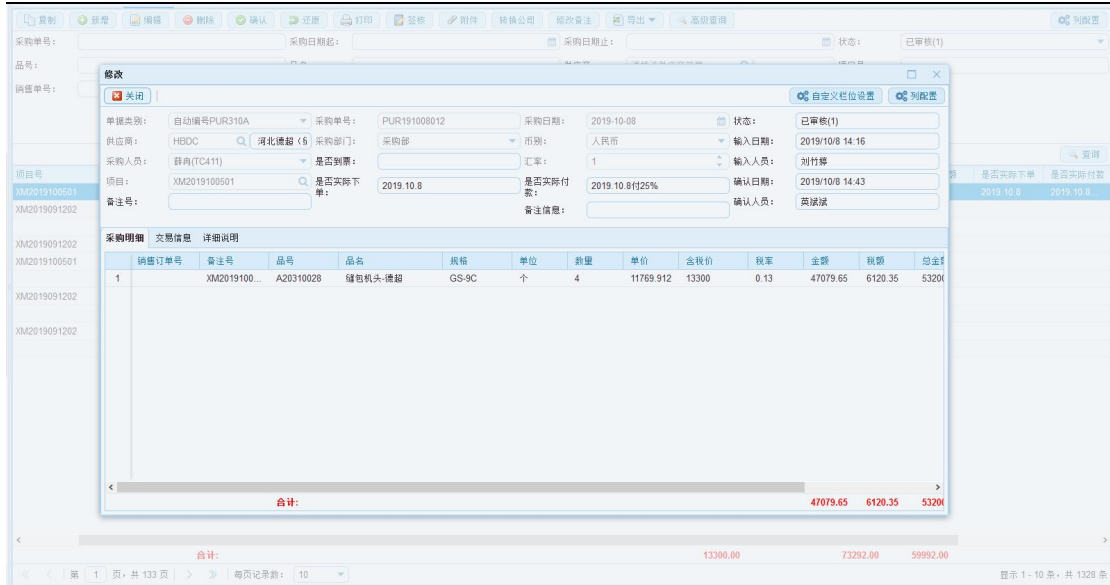 复制 新增 编辑 删除 确认 还原 打印 签核 附件 转换公司 修改备注 导出 高级查询 列配置
采购单号: 采购日期起: 采购日期止: 状态: 已审核(1)
品号:
销售单号:
修改
关闭 自定义栏位设置 列配置
单据类别: 自动编号PUR310A 采购单号: PUR191008012 采购日期: 2019-10-08 状态: 已审核(1)
供应商: HBDC 河北德超 采购部门: 采购部 币别: 人民币 输入日期: 2019/10/8 14:16
采购人员: 薛冉(TC411) 是否到票: 汇率: 1 输入人员: 刘竹婷
项目: XM2019100501 是否实际下单: 2019.10.8 是否实际付款: 2019.10.8付25% 确认日期: 2019/10/8 14:43
备注号: 备注信息: 确认人员: 英斌斌
采购明细 交易信息 详细说明
销售订单号 备注号 品号 品名 规格 单位 数量 单价 含税价 税率 金额 税额 总金
1 XM2019100... A20310028 缝包机头-德超 GS-9C 个 4 11769.912 13300 0.13 47079.65 6120.35 5320
合计: 47079.65 6120.35 5320
查询
项目号 是否实际下单 是否实际付款
XM2019100501 2019.10.8 2019.10.8...
XM2019091202
XM2019091202
XM2019100501
XM2019091202
XM2019091202
合计: 13300.00 73292.00 59992.00
第 1 页，共 133 页 每页记录数: 10 显示 1 - 10 条，共 1328 条